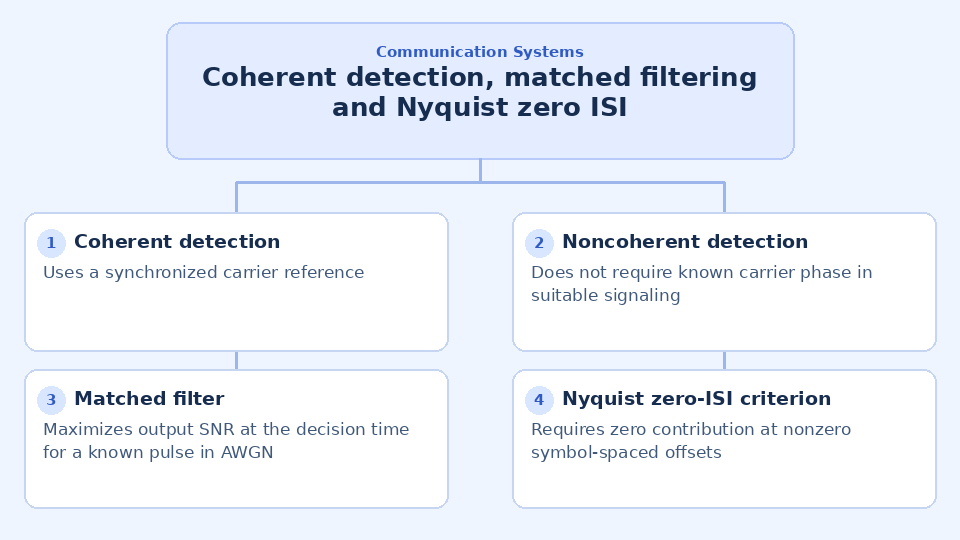 Communication Systems
Coherent detection, matched filtering
and Nyquist zero ISI
1 Coherent detection
Uses a synchronized carrier reference
2 Noncoherent detection
Does not require known carrier phase in
suitable signaling
3 Matched filter
Maximizes output SNR at the decision time
for a known pulse in AWGN
4 Nyquist zero-ISI criterion
Requires zero contribution at nonzero
symbol-spaced offsets